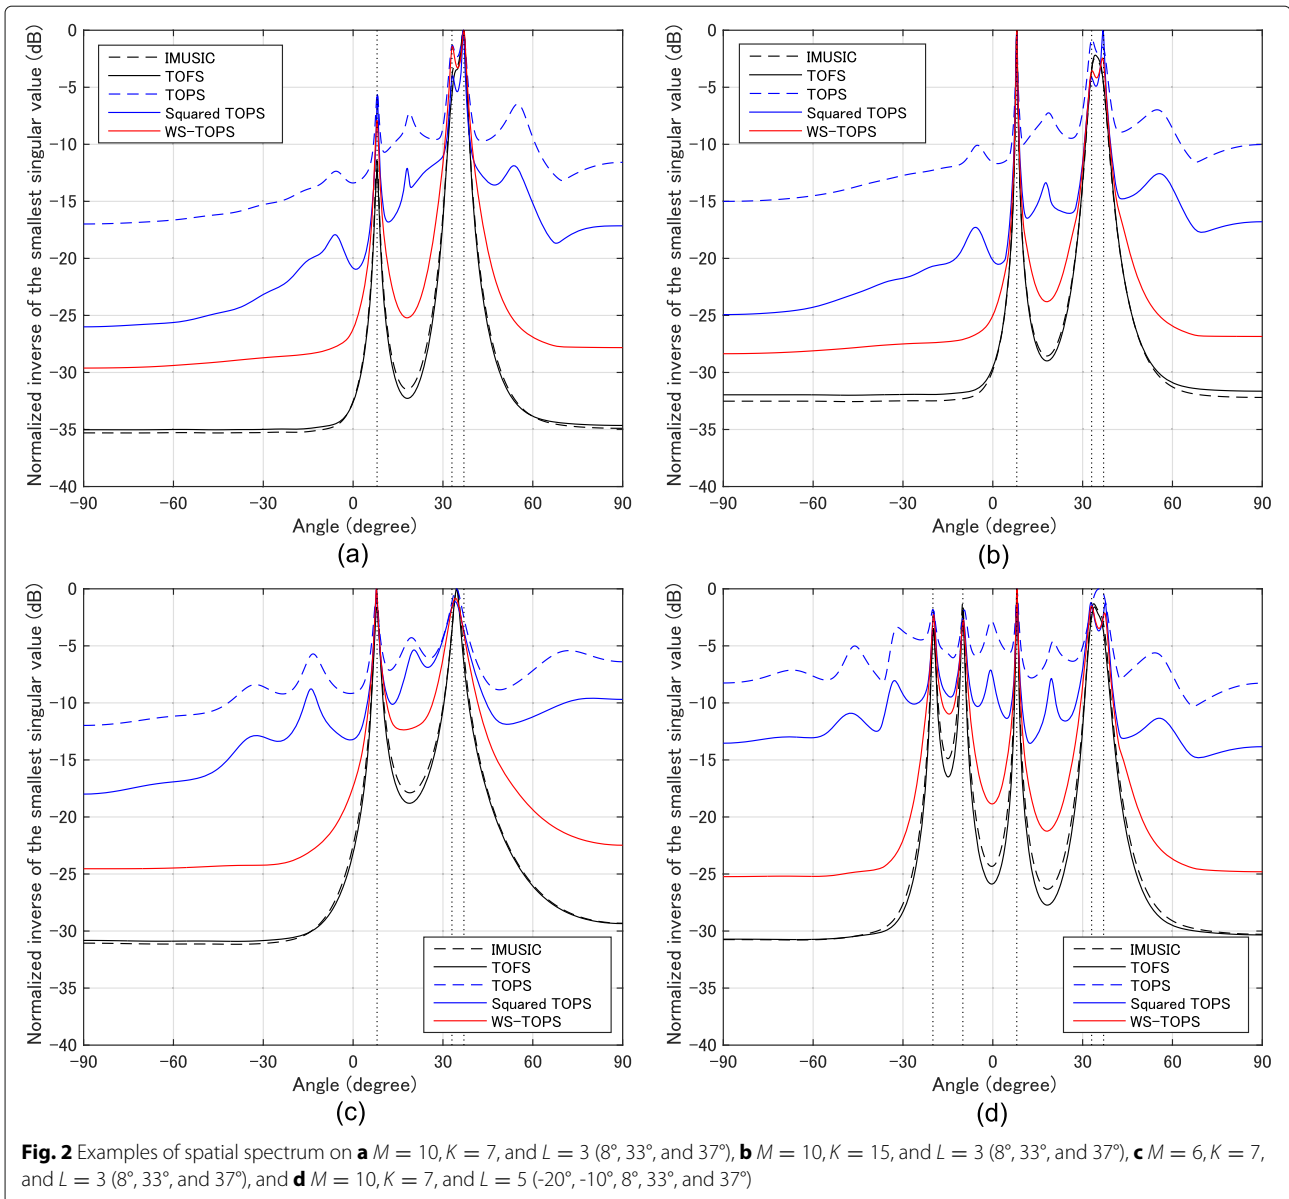 Normalized inverse of the smallest singular value (dB)
0
−5
−10
−15
−20
−25
−30
−35
−40
IMUSIC
TOFS
TOPS
Squared TOPS
WS−TOPS
−90 −60 −30 0 30 60 90
Angle (degree)
(a)
Normalized inverse of the smallest singular value (dB)
0
−5
−10
−15
−20
−25
−30
−35
−40
IMUSIC
TOFS
TOPS
Squared TOPS
WS−TOPS
−90 −60 −30 0 30 60 90
Angle (degree)
(b)
Normalized inverse of the smallest singular value (dB)
0
−5
−10
−15
−20
−25
−30
−35
−40
IMUSIC
TOFS
TOPS
Squared TOPS
WS−TOPS
−90 −60 −30 0 30 60 90
Angle (degree)
(c)
Normalized inverse of the smallest singular value (dB)
0
−5
−10
−15
−20
−25
−30
−35
−40
IMUSIC
TOFS
TOPS
Squared TOPS
WS−TOPS
−90 −60 −30 0 30 60 90
Angle (degree)
(d)
Fig. 2 Examples of spatial spectrum on a M = 10, K = 7, and L = 3 (8°, 33°, and 37°), b M = 10, K = 15, and L = 3 (8°, 33°, and 37°), c M = 6, K = 7,
and L = 3 (8°, 33°, and 37°), and d M = 10, K = 7, and L = 5 (-20°, -10°, 8°, 33°, and 37°)